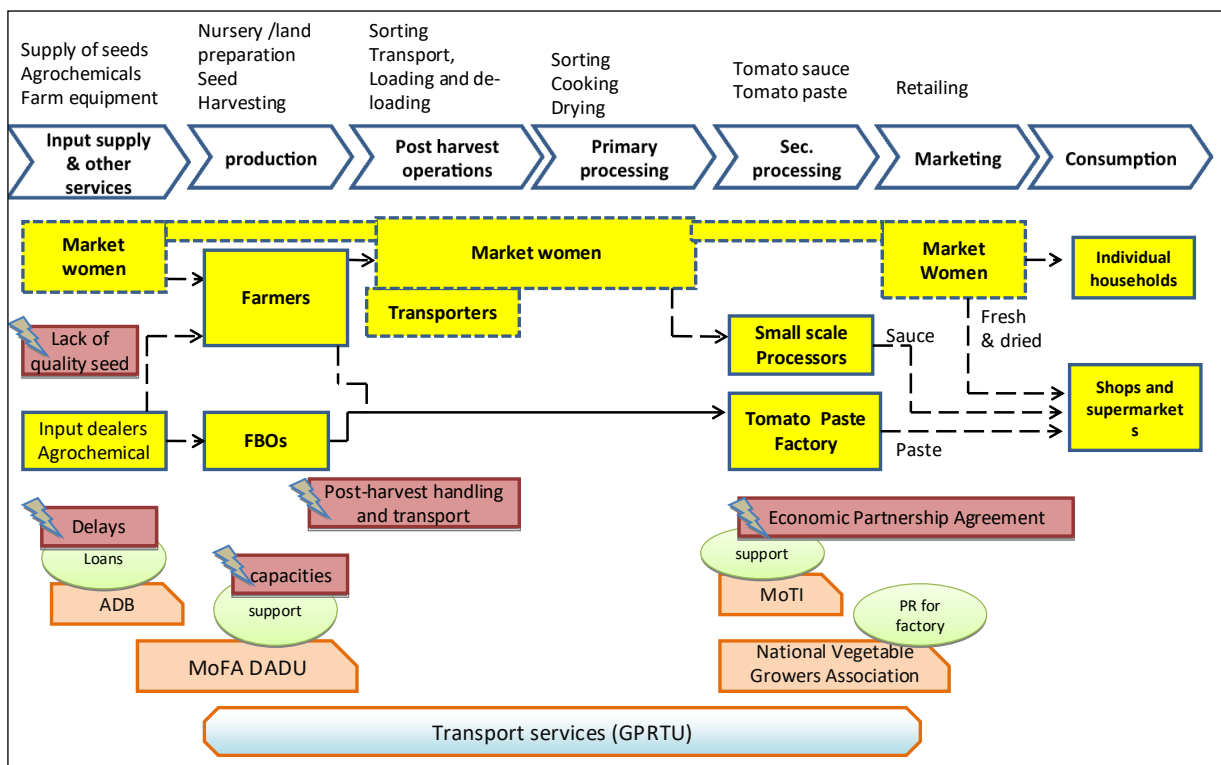 Supply of seeds
Agrochemicals
Farm equipment
Nursery /land
preparation
Seed
Harvesting
Sorting
Transport,
Loading and de-
loading
Sorting
Cooking
Drying
Tomato sauce
Tomato paste
Retailing
Input supply
& other
services
production
Post harvest
operations
Primary
processing
Sec.
processing
Marketing
Consumption
Market
women
Farmers
Market women
Transporters
Market
Women
Individual
households
Lack of
quality seed
Small scale
Processors
Sauce
Fresh
& dried
Shops and
supermarket
s
Input dealers
Agrochemical
FBOs
Tomato Paste
Factory
Paste
Post-harvest handling
and transport
Delays
Loans
ADB
capacities
support
MoFA DADU
Economic Partnership Agreement
support
MoTI
PR for
factory
National Vegetable
Growers Association
Transport services (GPRTU)